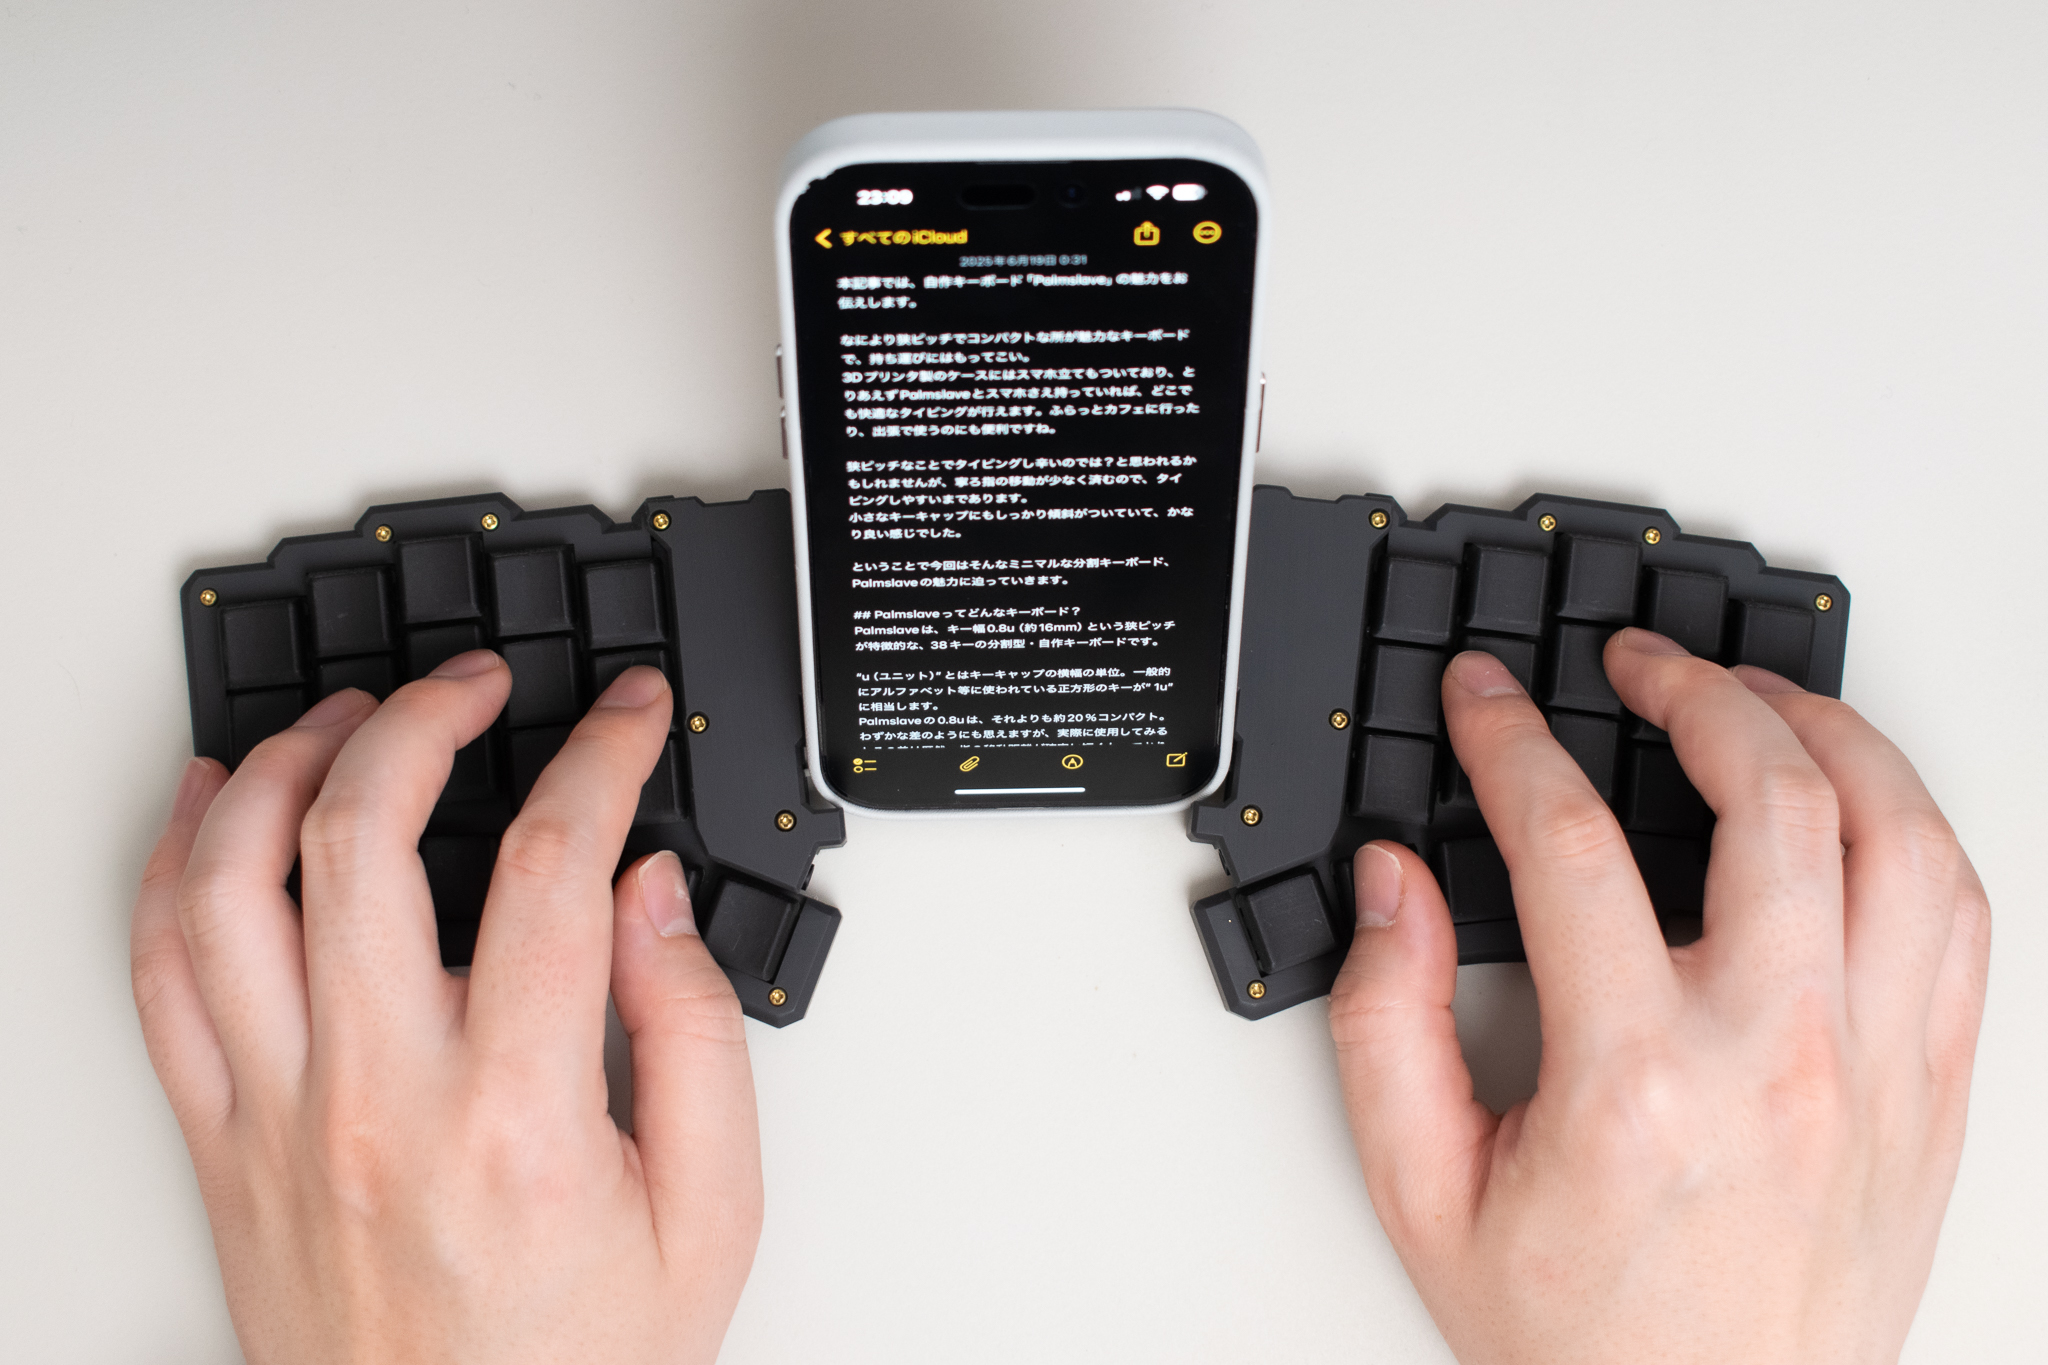 23:09
すべてのiCloud
2025年6月19日 0:31
本記事では、自作キーボード「Palmslave」の魅力をお
伝えします。
なにより狭ピッチでコンパクトな所が魅力なキーボード
で、持ち運びにはもってこい。
3Dプリンタ製のケースにはスマホ立てもついており、と
りあえずPalmslaveとスマホさえ持っていれば、どこで
も快適なタイピングが行えます。ふらっとカフェに行った
り、出張で使うのにも便利ですね。
狭ピッチなことでタイピングし辛いのでは？と思われるか
もしれませんが、寧ろ指の移動が少なく済むので、タイ
ピングしやすいまであります。
小さなキーキャップにもしっかり傾斜がついていて、かな
り良い感じでした。
ということで今回はそんなミニマルな分割キーボード、
Palmslaveの魅力に迫っていきます。
## Palmslaveってどんなキーボード？
Palmslaveは、キー幅0.8u（約16mm）という狭ピッチ
が特徴的な、38キーの分割型・自作キーボードです。
“u（ユニット）” とはキーキャップの横幅の単位。一般的
にアルファベット等に使われている正方形のキーが” 1u”
に相当します。
Palmslaveの0.8uは、それよりも約20％コンパクト。
わずかな差のようにも思えますが、実際に使用してみる